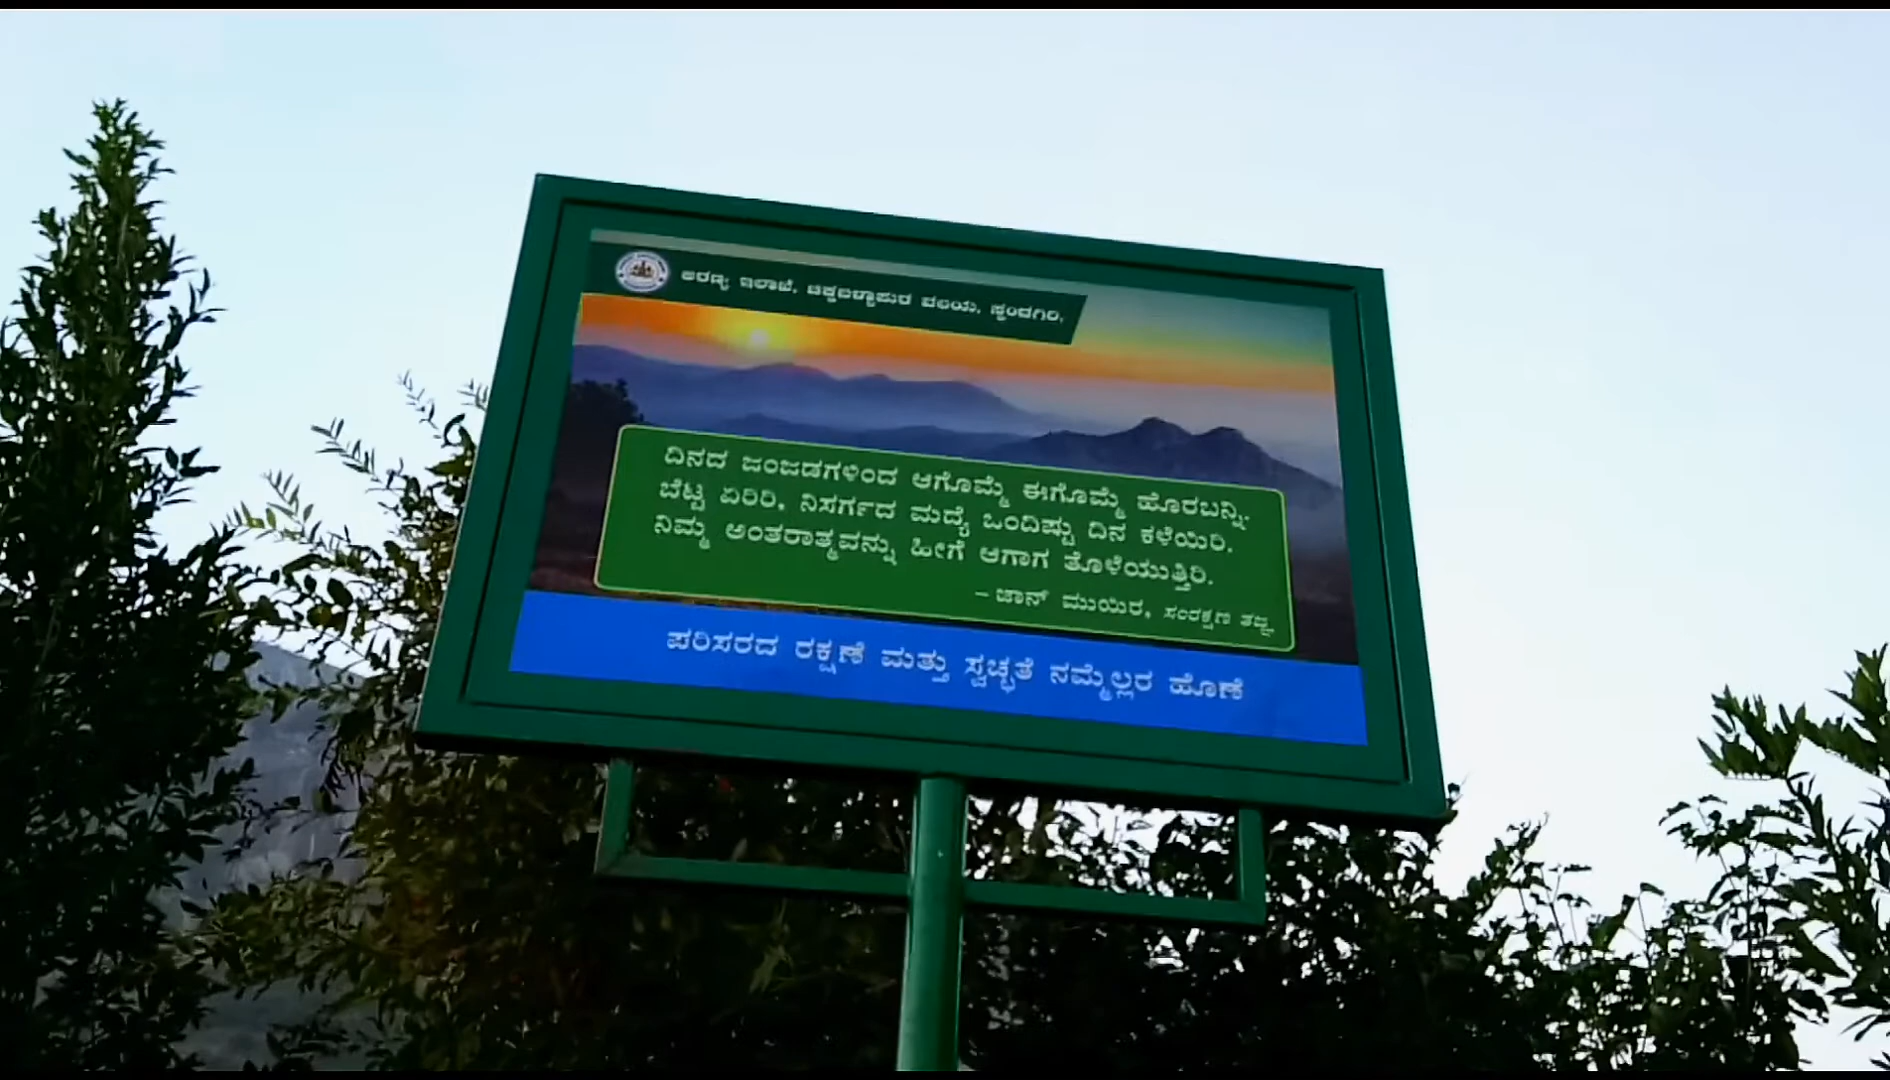 ಅರಣ್ಯ ಇಲಾಖೆ, ಚಿಕ್ಕಬಳ್ಳಾಪುರ ವಲಯ, ಸ್ಕಂದಗಿರಿ.
ದಿನದ ಜಂಜಡಗಳಿಂದ ಆಗೊಮ್ಮೆ ಈಗೊಮ್ಮೆ ಹೊರಬನ್ನಿ.
ಬೆಟ್ಟ ಏರಿರಿ, ನಿಸರ್ಗದ ಮದ್ಯೆ ಒಂದಿಷ್ಟು ದಿನ ಕಳೆಯಿರಿ.
ನಿಮ್ಮ ಅಂತರಾತ್ಮವನ್ನು ಹೀಗೆ ಆಗಾಗ ತೊಳೆಯುತ್ತಿರಿ.
– ಜಾನ್ ಮುಯಿರ, ಸಂರಕ್ಷಣ ತಜ್ಞ
ಪರಿಸರದ ರಕ್ಷಣೆ ಮತ್ತು ಸ್ವಚ್ಛತೆ ನಮ್ಮೆಲ್ಲರ ಹೊಣೆ